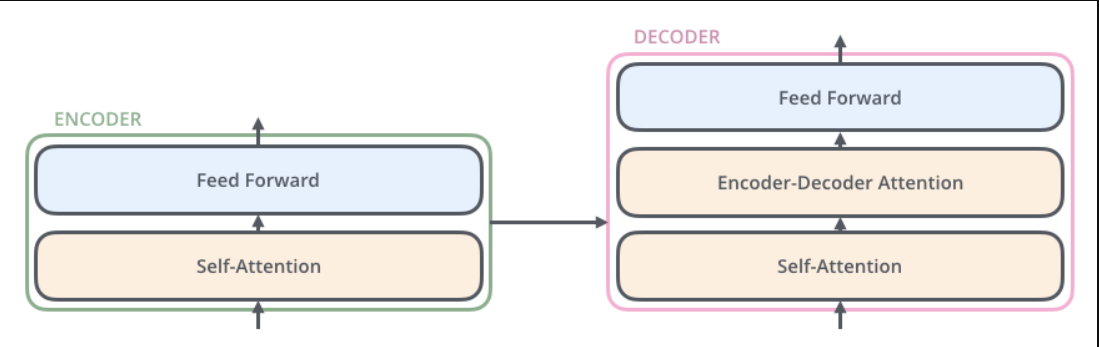 ENCODER
Feed Forward
Self-Attention
DECODER
Feed Forward
Encoder-Decoder Attention
Self-Attention